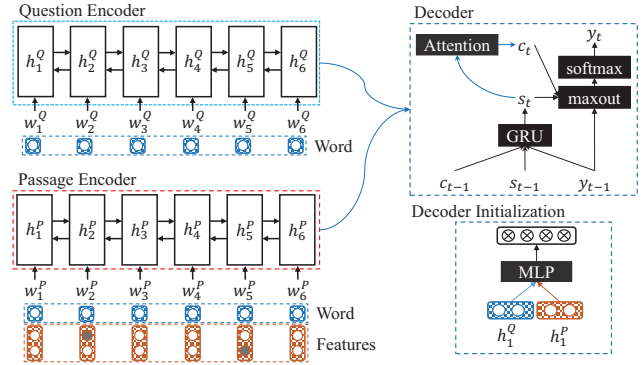 Question Encoder
h_1^Q h_2^Q h_3^Q h_4^Q h_5^Q h_6^Q
w_1^Q w_2^Q w_3^Q w_4^Q w_5^Q w_6^Q
Word
Passage Encoder
h_1^P h_2^P h_3^P h_4^P h_5^P h_6^P
w_1^P w_2^P w_3^P w_4^P w_5^P w_6^P
Word
Features
Decoder
Attention c_t y_t
softmax
s_t maxout
GRU
c_{t-1} s_{t-1} y_{t-1}
Decoder Initialization
MLP
h_1^Q h_1^P